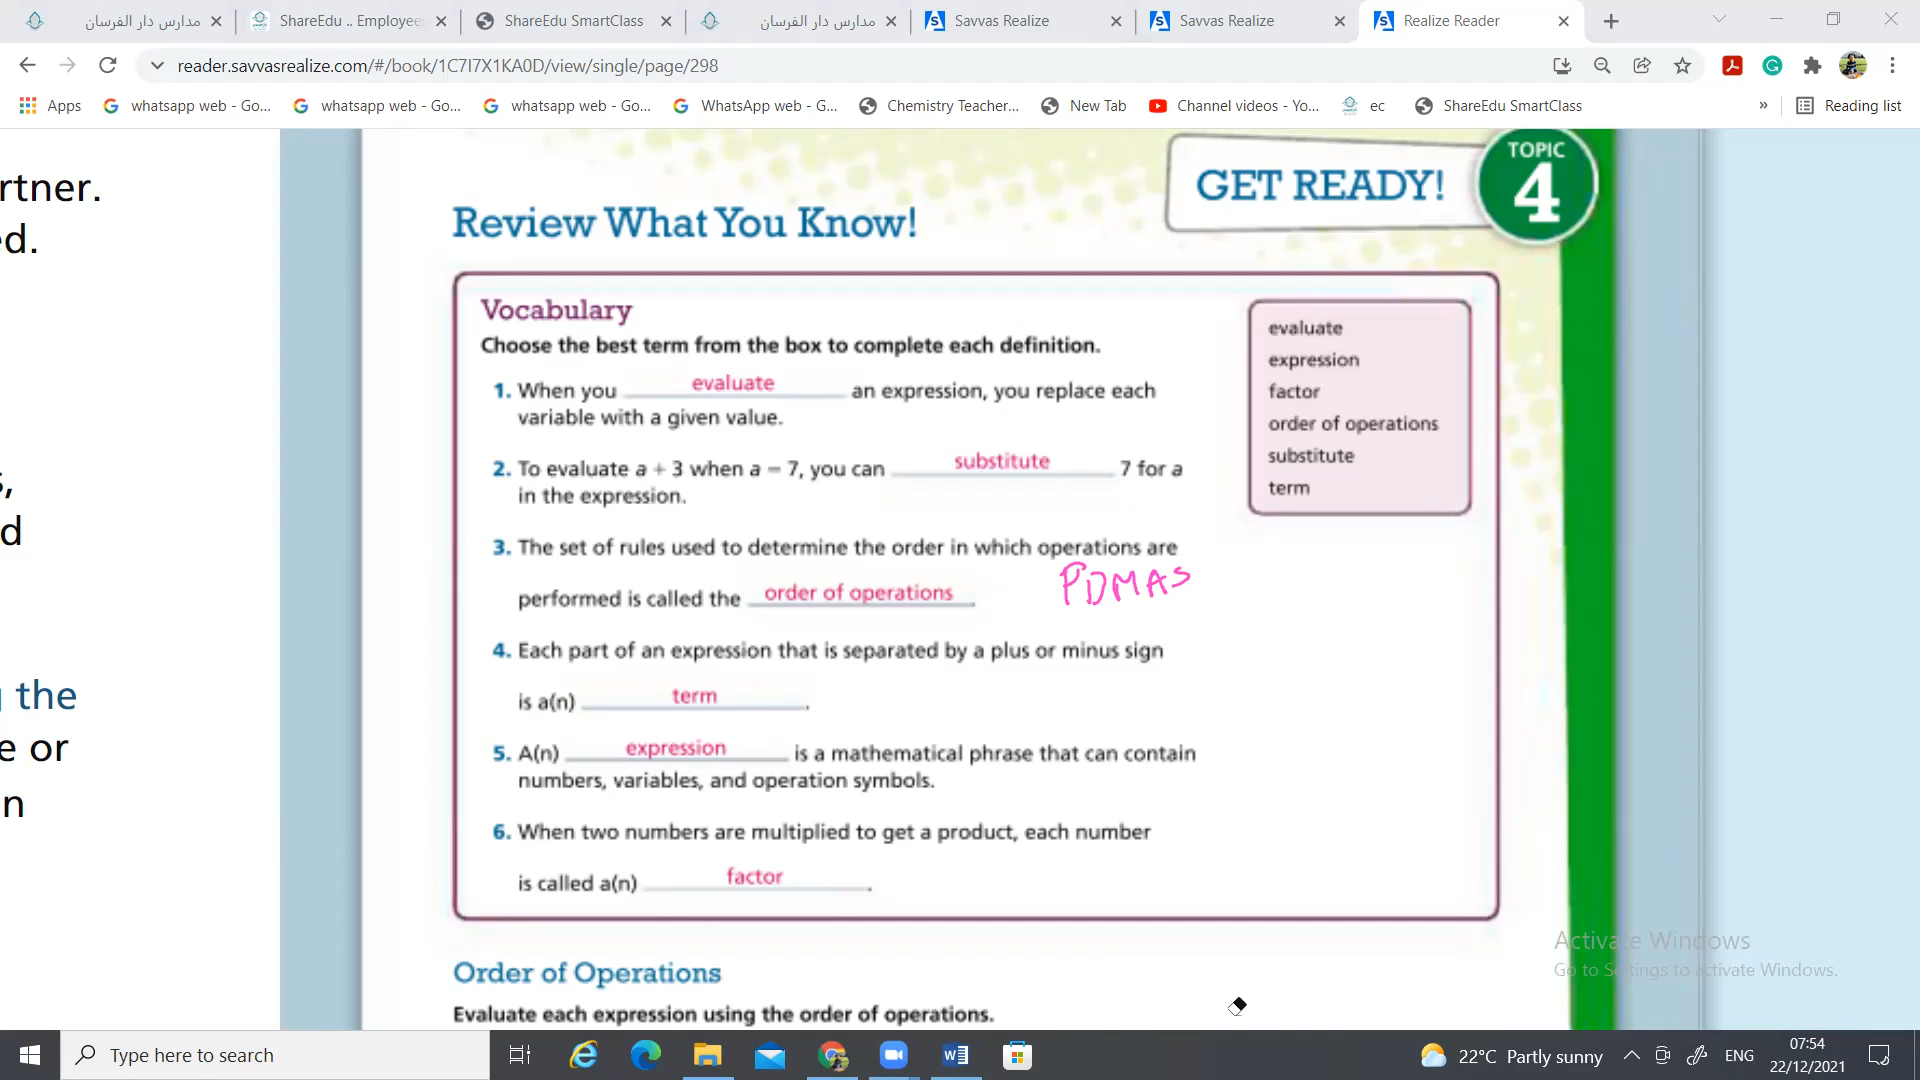 مدارس دار الفرسان
ShareEdu .. Employee
ShareEdu SmartClass
مدارس دار الفرسان
Savvas Realize
Savvas Realize
Realize Reader
reader.savvasrealize.com/#/book/1C7I7X1KA0D/view/single/page/298
Apps
whatsapp web - Go...
whatsapp web - Go...
whatsapp web - Go...
WhatsApp web - G...
Chemistry Teacher...
New Tab
Channel videos - Yo...
ec
ShareEdu SmartClass
»
Reading list
rtner.
ed.
s,
d
g the
e or
n
GET READY!
TOPIC
4
Review What You Know!
Vocabulary
Choose the best term from the box to complete each definition.
1. When you evaluate an expression, you replace each
variable with a given value.
2. To evaluate a + 3 when a = 7, you can substitute 7 for a
in the expression.
3. The set of rules used to determine the order in which operations are
performed is called the order of operations.
PDMAS
4. Each part of an expression that is separated by a plus or minus sign
is a(n) term.
5. A(n) expression is a mathematical phrase that can contain
numbers, variables, and operation symbols.
6. When two numbers are multiplied to get a product, each number
is called a(n) factor.
evaluate
expression
factor
order of operations
substitute
term
Order of Operations
Evaluate each expression using the order of operations.
Activate Windows
Go to Settings to activate Windows.
Type here to search
22°C Partly sunny
ENG
07:54
22/12/2021